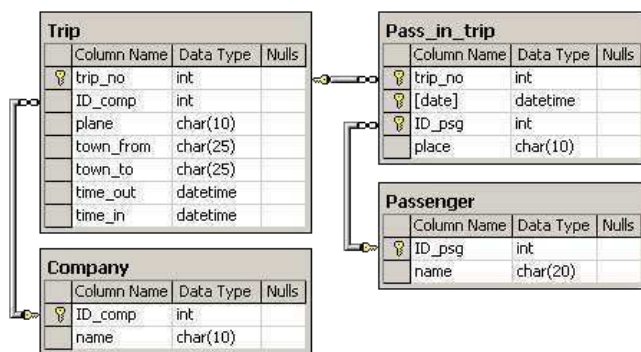 Trip
Column Name Data Type Nulls
trip_no int
ID_comp int
plane char(10)
town_from char(25)
town_to char(25)
time_out datetime
time_in datetime
Company
Column Name Data Type Nulls
ID_comp int
name char(10)
Pass_in_trip
Column Name Data Type Nulls
trip_no int
[date] datetime
ID_psg int
place char(10)
Passenger
Column Name Data Type Nulls
ID_psg int
name char(20)